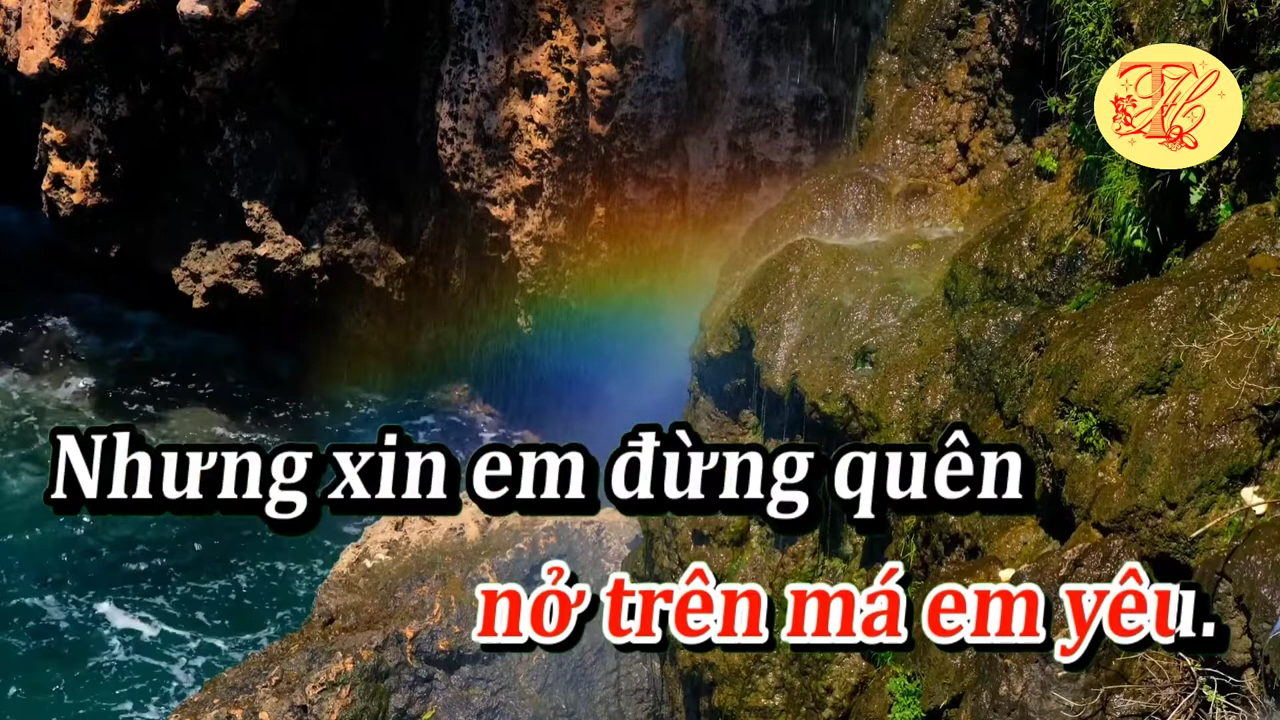 Nhưng xin em đừng quên
nở trên má em yêu.